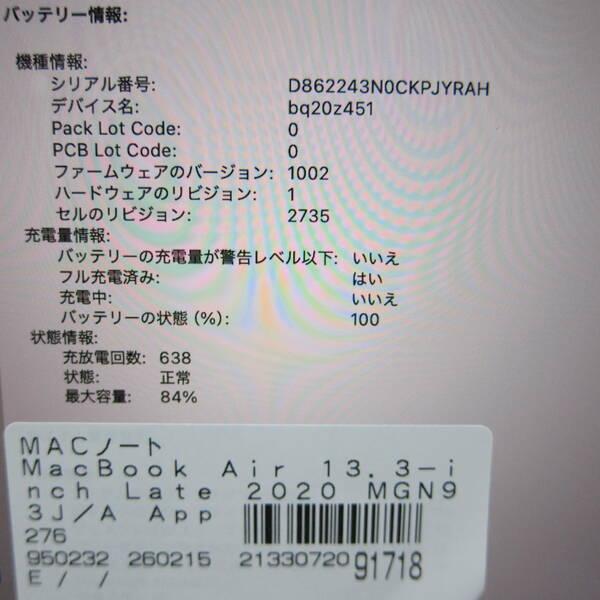 バッテリー情報:
機種情報:
シリアル番号: D862243N0CKPJYRAH
デバイス名: bq20z451
Pack Lot Code: 0
PCB Lot Code: 0
ファームウェアのバージョン: 1002
ハードウェアのリビジョン: 1
セルのリビジョン: 2735
充電量情報:
バッテリーの充電量が警告レベル以下: いいえ
フル充電済み: はい
充電中: いいえ
バッテリーの状態 (%): 100
状態情報:
充放電回数: 638
状態: 正常
最大容量: 84%
MACノート
MacBook Air 13.3-i
nch Late 2020 MGN9
3J/A App
276
950232 260215 21330720 91718
E/ /